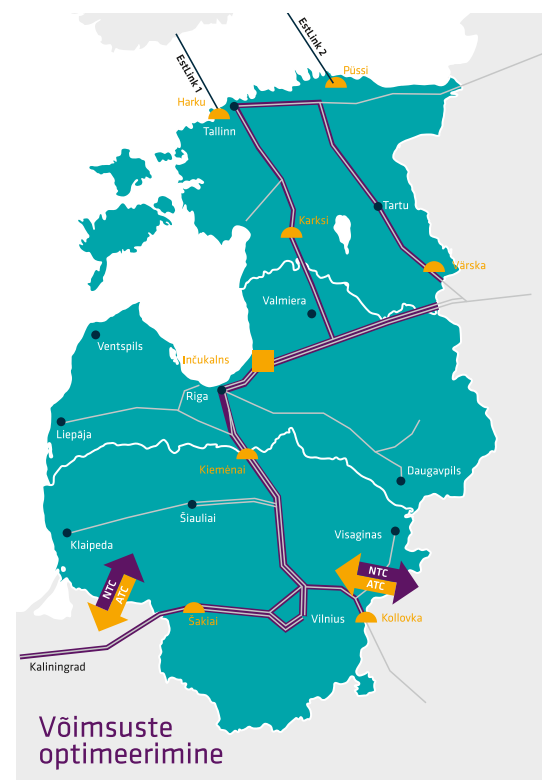 EstLink 1
EstLink 2
Püssi
Harku
Tallinn
Tartu
Karksi
Värska
Valmiera
Ventspils
Inčukalns
Riga
Liepāja
Kiemėnai
Daugavpils
Šiauliai
Visaginas
Klaipeda
NTC
ATC
NTC
ATC
Šakiai
Vilnius
Kollovka
Kaliningrad
Võimsuste
optimeerimine